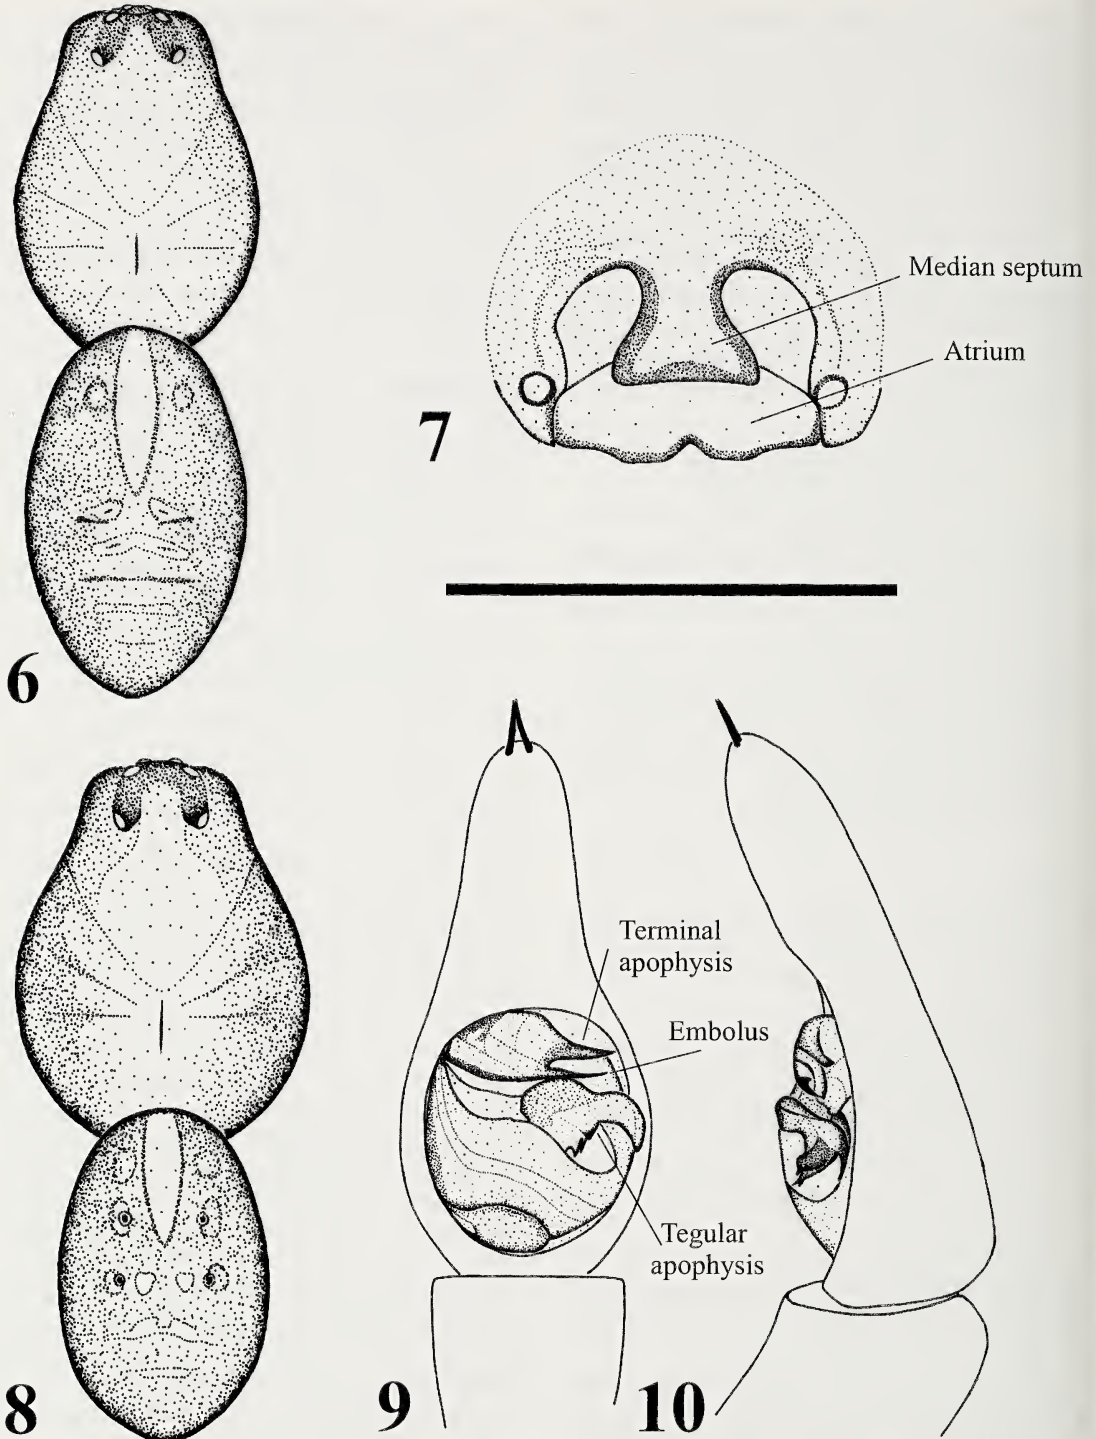 6
7
Median septum
Atrium
8
9
10
Terminal
apophysis
Embolus
Tegular
apophysis